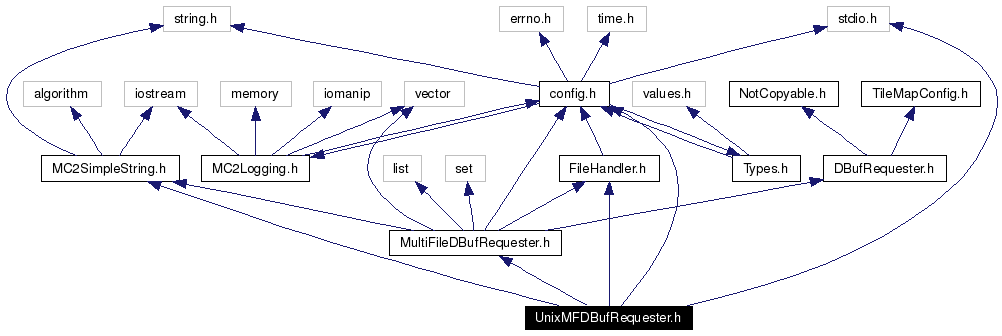 string.h
errno.h
time.h
stdio.h
algorithm
iostream
memory
iomanip
vector
config.h
values.h
NotCopyable.h
TileMapConfig.h
MC2SimpleString.h
MC2Logging.h
list
set
FileHandler.h
Types.h
DBufRequester.h
MultiFileDBufRequester.h
UnixMFDBufRequester.h